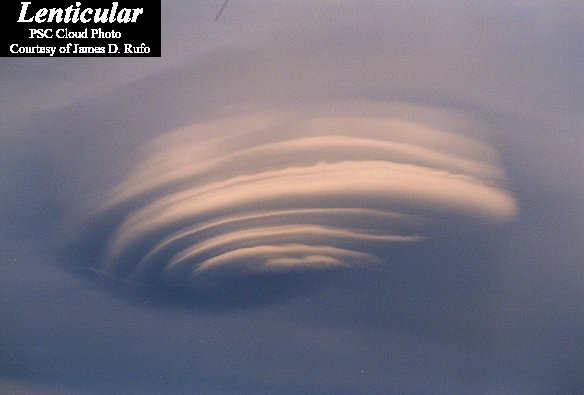 Lenticular
PSC Cloud Photo
Courtesy of James D. Rufo